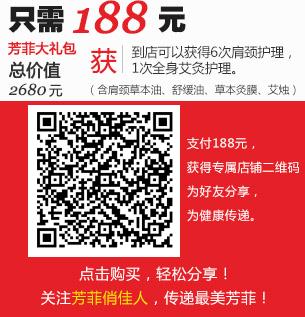 只需188元
芳菲大礼包
总价值
2680元
获
到店可以获得6次肩颈护理，
1次全身艾灸护理。
（含肩颈草本油、舒缓油、草本灸膜、艾烛）
支付188元，
获得专属店铺二维码
为好友分享，
为健康传递。
点击购买，轻松分享！
关注芳菲俏佳人，传递最美芳菲！